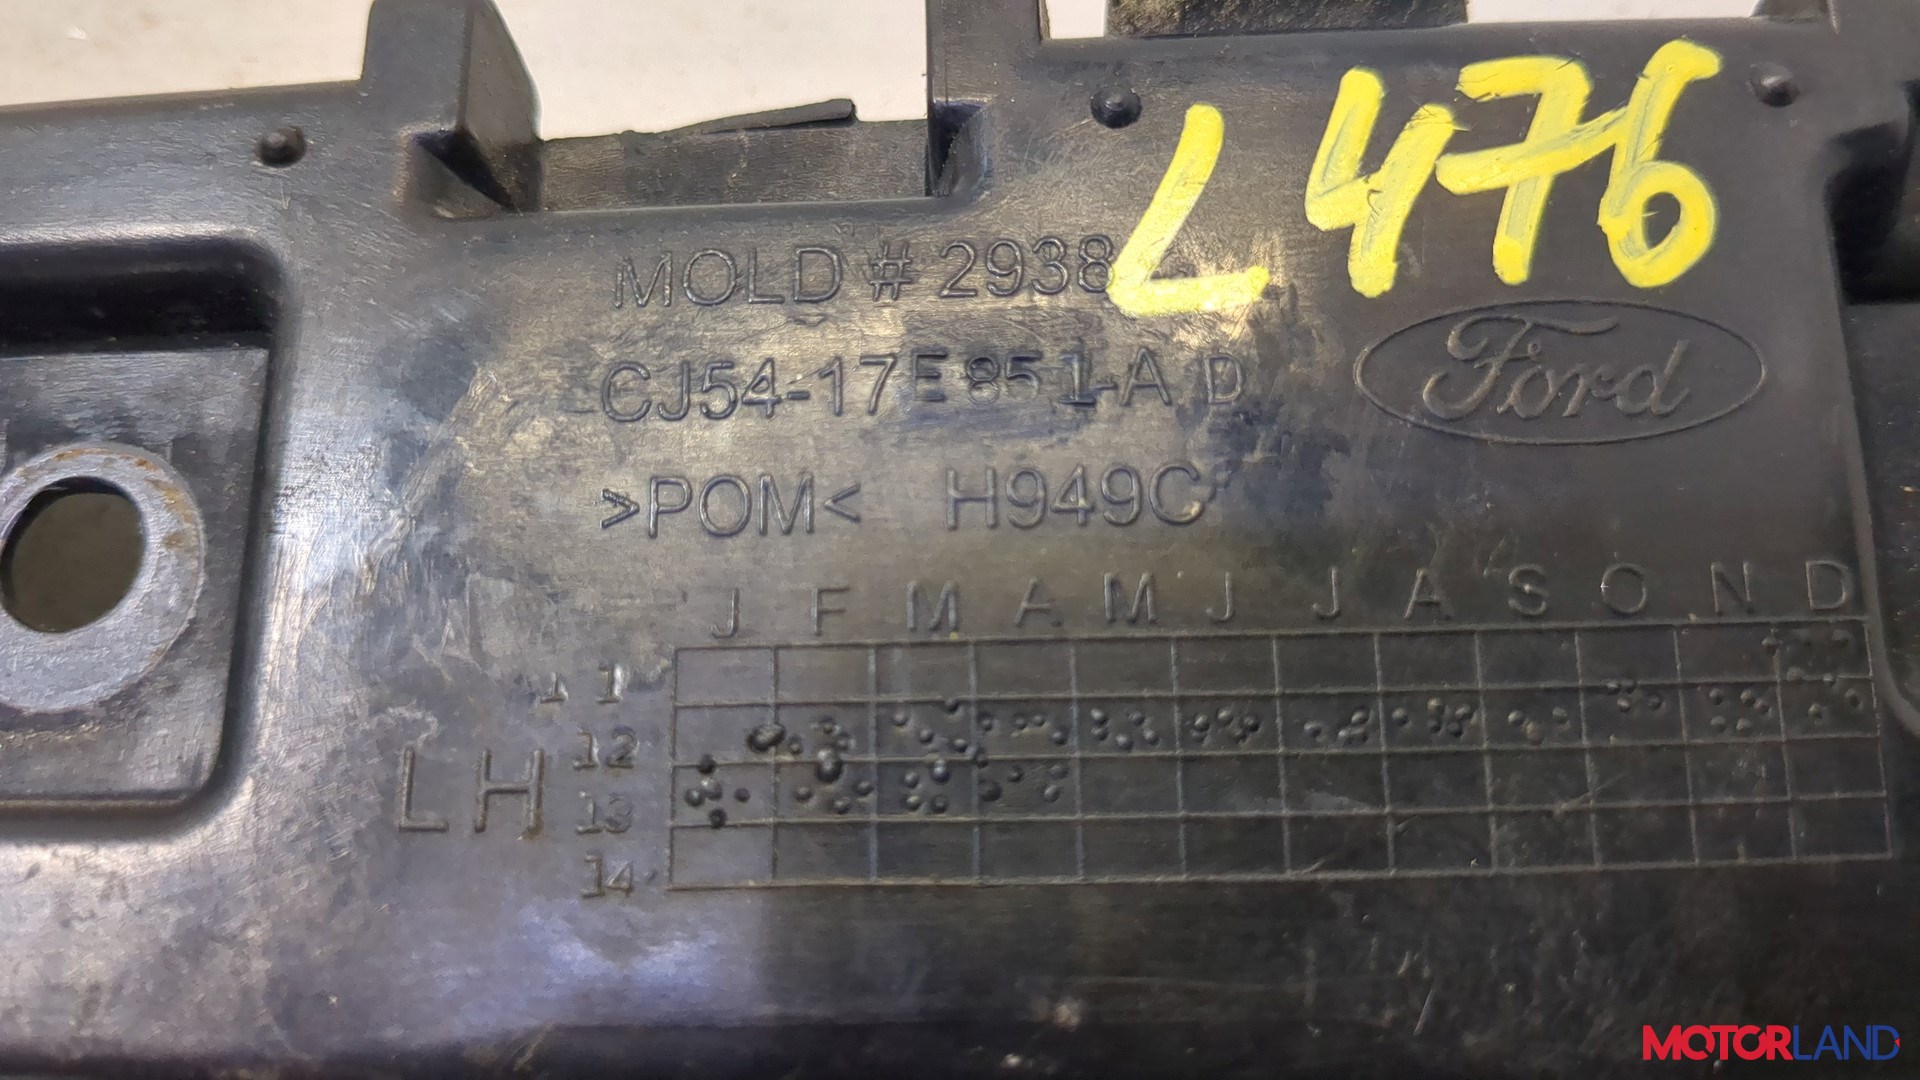 L476
MOLD # 2938
CJ54-17E851-AD
Ford
>POM< H949C
J F M A M J J A S O N D
11
12
LH
13
14
MOTORLAND